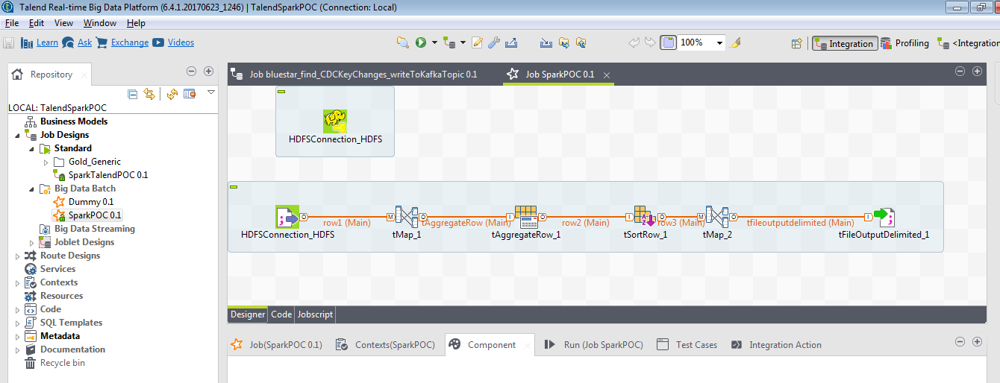 Talend Real-time Big Data Platform (6.4.1.20170623_1246) | TalendSparkPOC (Connection: Local)
File Edit View Window Help
Learn Ask Exchange Videos 100% Integration Profiling <Integration
Repository
LOCAL: TalendSparkPOC
Business Models
Job Designs
Standard
Gold_Generic
SparkTalendPOC 0.1
Big Data Batch
Dummy 0.1
SparkPOC 0.1
Big Data Streaming
Joblet Designs
Route Designs
Services
Contexts
Resources
Code
SQL Templates
Metadata
Documentation
Recycle bin
Job bluestar_find_CDCKeyChanges_writeToKafkaTopic 0.1 Job SparkPOC 0.1
HDFSConnection_HDFS
row1 (Main) tAggregateRow (Main) row2 (Main) row3 (Main) tfileoutputdelimited (Main)
HDFSConnection_HDFS tMap_1 tAggregateRow_1 tSortRow_1 tMap_2 tFileOutputDelimited_1
Designer Code Jobscript
Job(SparkPOC 0.1) Contexts(SparkPOC) Component Run (Job SparkPOC) Test Cases Integration Action